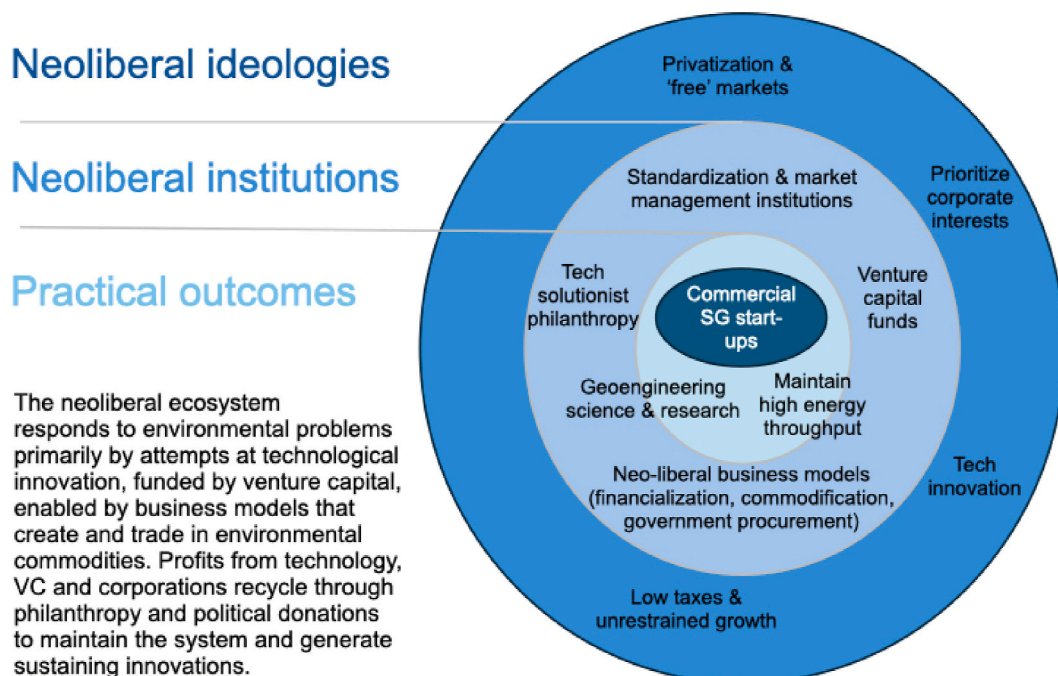 Neoliberal ideologies
Neoliberal institutions
Practical outcomes
The neoliberal ecosystem
responds to environmental problems
primarily by attempts at technological
innovation, funded by venture capital,
enabled by business models that
create and trade in environmental
commodities. Profits from technology,
VC and corporations recycle through
philanthropy and political donations
to maintain the system and generate
sustaining innovations.
Privatization &
‘free’ markets
Prioritize
corporate
interests
Tech
innovation
Low taxes &
unrestrained growth
Standardization & market
management institutions
Tech
solutionist
philanthropy
Venture
capital
funds
Neo-liberal business models
(financialization, commodification,
government procurement)
Commercial
SG start-
ups
Geoengineering
science & research
Maintain
high energy
throughput